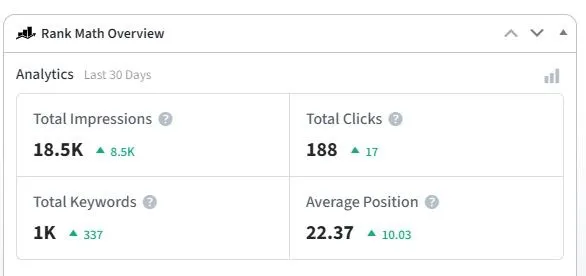 Rank Math Overview
Analytics Last 30 Days
Total Impressions ?
18.5K ▲ 8.5K
Total Clicks ?
188 ▲ 17
Total Keywords ?
1K ▲ 337
Average Position ?
22.37 ▲ 10.03